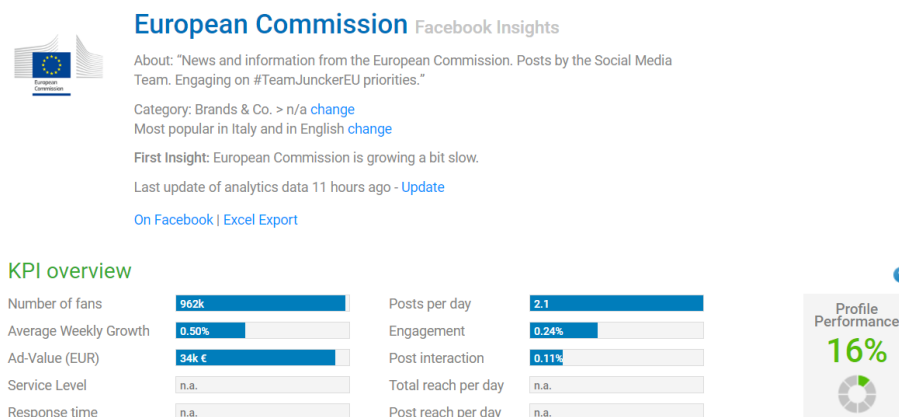 European Commission Facebook Insights
European
Commission
About: “News and information from the European Commission. Posts by the Social Media
Team. Engaging on #TeamJunckerEU priorities.”
Category: Brands & Co. > n/a change
Most popular in Italy and in English change
First Insight: European Commission is growing a bit slow.
Last update of analytics data 11 hours ago - Update
On Facebook | Excel Export
KPI overview
Number of fans 962k Posts per day 2.1
Average Weekly Growth 0.50% Engagement 0.24%
Ad-Value (EUR) 34k € Post interaction 0.11%
Service Level n.a. Total reach per day n.a.
Response time n.a. Post reach per day n.a.
Profile
Performance
16%